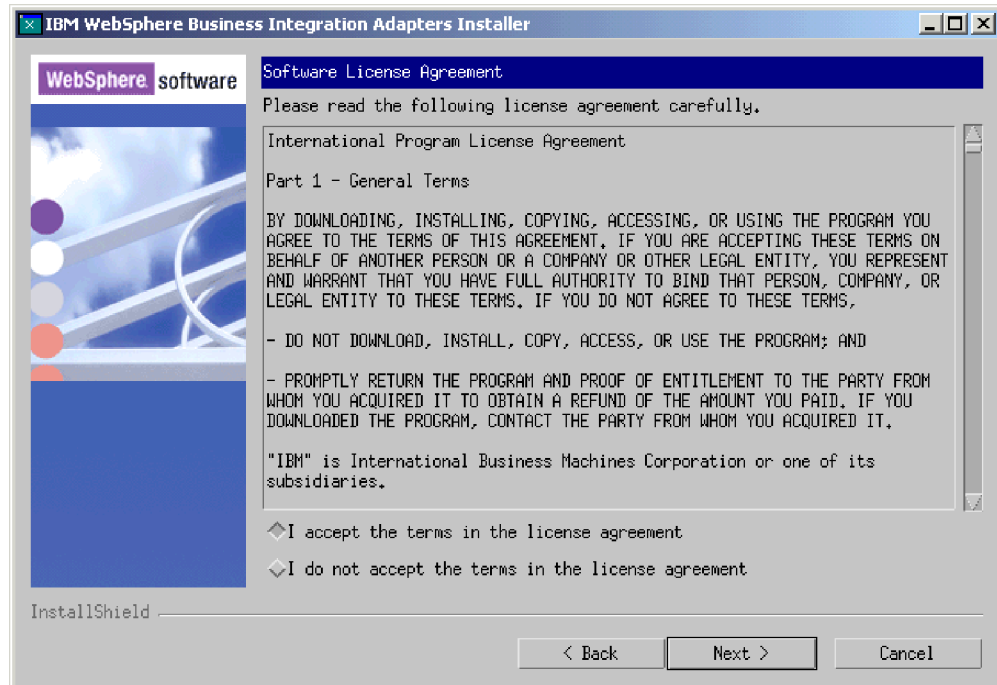 IBM WebSphere Business Integration Adapters Installer
WebSphere software
Software License Agreement
Please read the following license agreement carefully.
International Program License Agreement
Part 1 - General Terms
BY DOWNLOADING, INSTALLING, COPYING, ACCESSING, OR USING THE PROGRAM YOU
AGREE TO THE TERMS OF THIS AGREEMENT. IF YOU ARE ACCEPTING THESE TERMS ON
BEHALF OF ANOTHER PERSON OR A COMPANY OR OTHER LEGAL ENTITY, YOU REPRESENT
AND WARRANT THAT YOU HAVE FULL AUTHORITY TO BIND THAT PERSON, COMPANY, OR
LEGAL ENTITY TO THESE TERMS. IF YOU DO NOT AGREE TO THESE TERMS,
- DO NOT DOWNLOAD, INSTALL, COPY, ACCESS, OR USE THE PROGRAM; AND
- PROMPTLY RETURN THE PROGRAM AND PROOF OF ENTITLEMENT TO THE PARTY FROM
WHOM YOU ACQUIRED IT TO OBTAIN A REFUND OF THE AMOUNT YOU PAID. IF YOU
DOWNLOADED THE PROGRAM, CONTACT THE PARTY FROM WHOM YOU ACQUIRED IT.
"IBM" is International Business Machines Corporation or one of its
subsidiaries.
I accept the terms in the license agreement
I do not accept the terms in the license agreement
InstallShield
< Back
Next >
Cancel